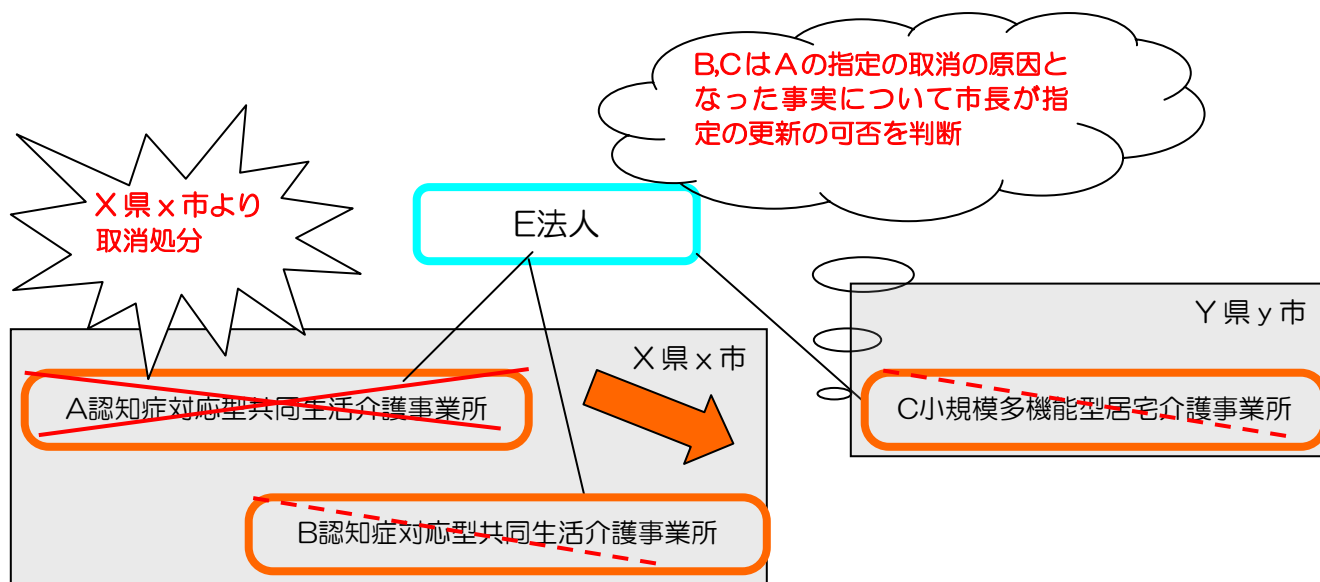 B,CはAの指定の取消の原因と
なった事実について市長が指
定の更新の可否を判断
X県x市より
取消処分
E法人
Y県y市
X県x市
A認知症対応型共同生活介護事業所
C小規模多機能型居宅介護事業所
B認知症対応型共同生活介護事業所